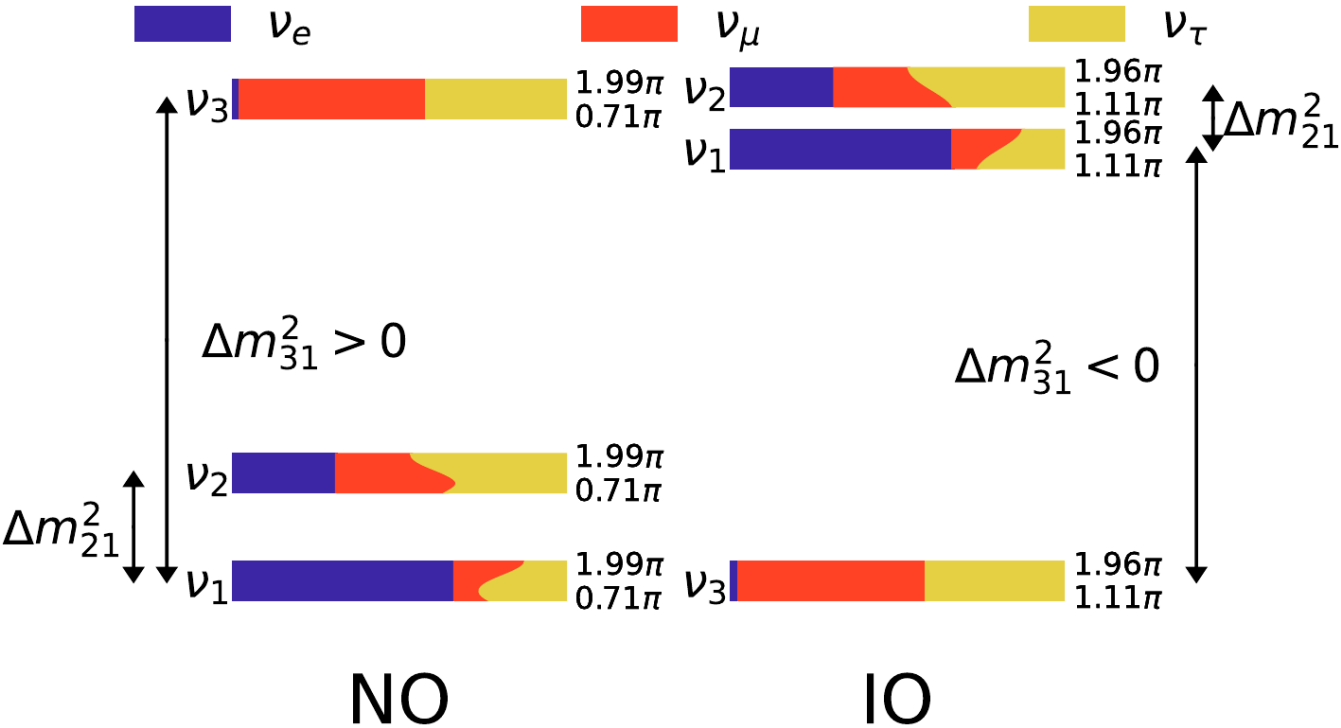 νe
νμ
ντ
ν3
1.99π
0.71π
Δm²31 > 0
ν2
1.99π
0.71π
Δm²21
ν1
1.99π
0.71π
NO
ν2
1.96π
1.11π
Δm²21
ν1
1.96π
1.11π
Δm²31 < 0
ν3
1.96π
1.11π
IO